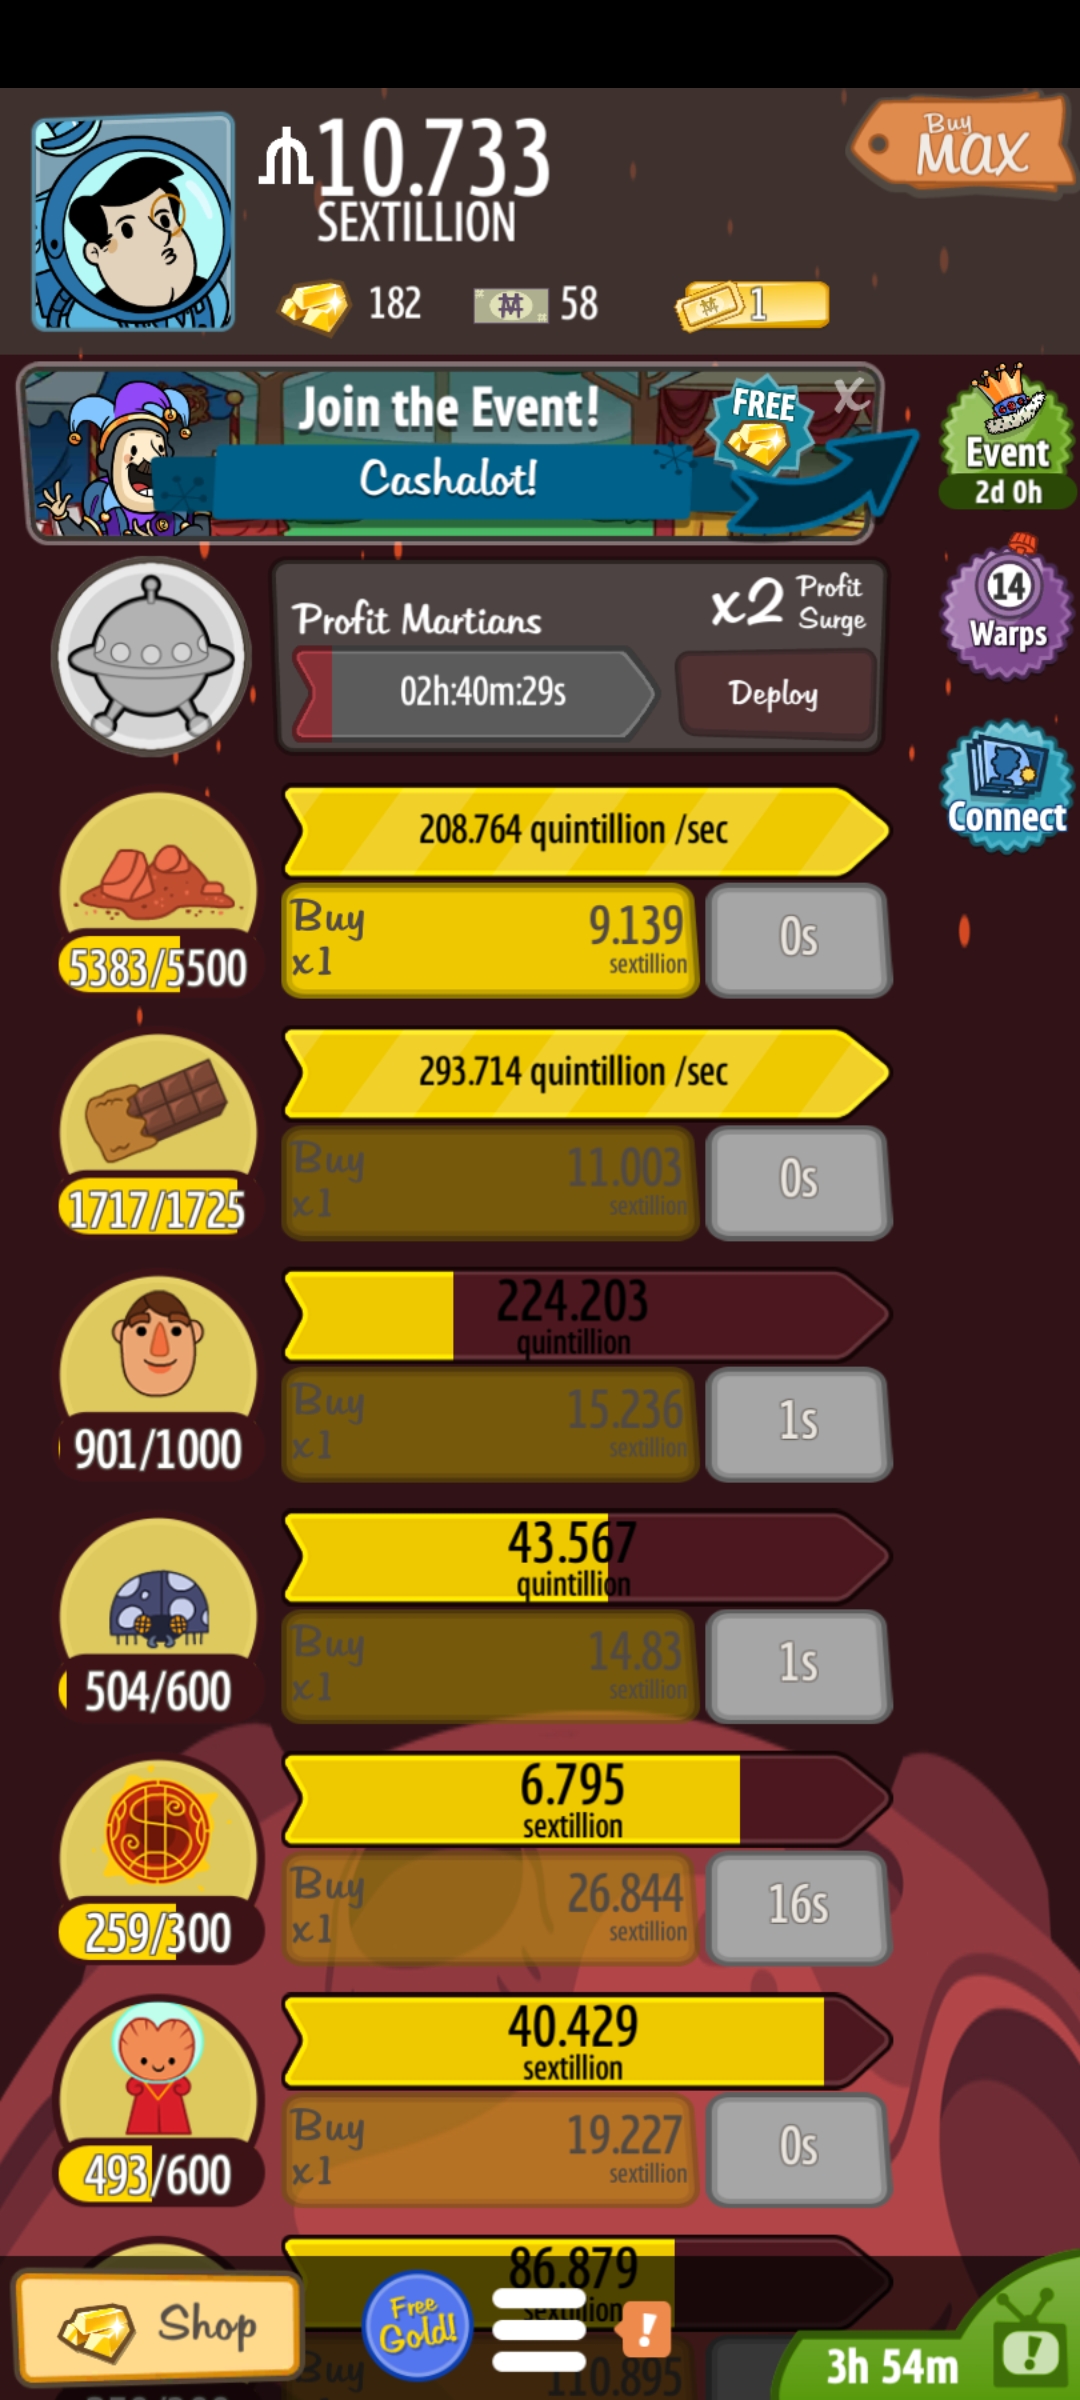 10.733
SEXTILLION
Buy
MAX
182
58
1
Join the Event!
FREE
X
Cashalot!
Event
2d 0h
Profit Martians
x2 Profit
Surge
02h:40m:29s
Deploy
14
Warps
Connect
208.764 quintillion /sec
Buy
x1
9.139
sextillion
0s
5383/5500
293.714 quintillion /sec
Buy
x1
11.003
sextillion
0s
1717/1725
224.203
quintillion
Buy
x1
15.236
sextillion
1s
901/1000
43.567
quintillion
Buy
x1
14.83
sextillion
1s
504/600
6.795
sextillion
Buy
x1
26.844
sextillion
16s
259/300
40.429
sextillion
Buy
x1
19.227
sextillion
0s
493/600
86.879
sextillion
Buy
110.895
Shop
Free
Gold!
!
3h 54m
!